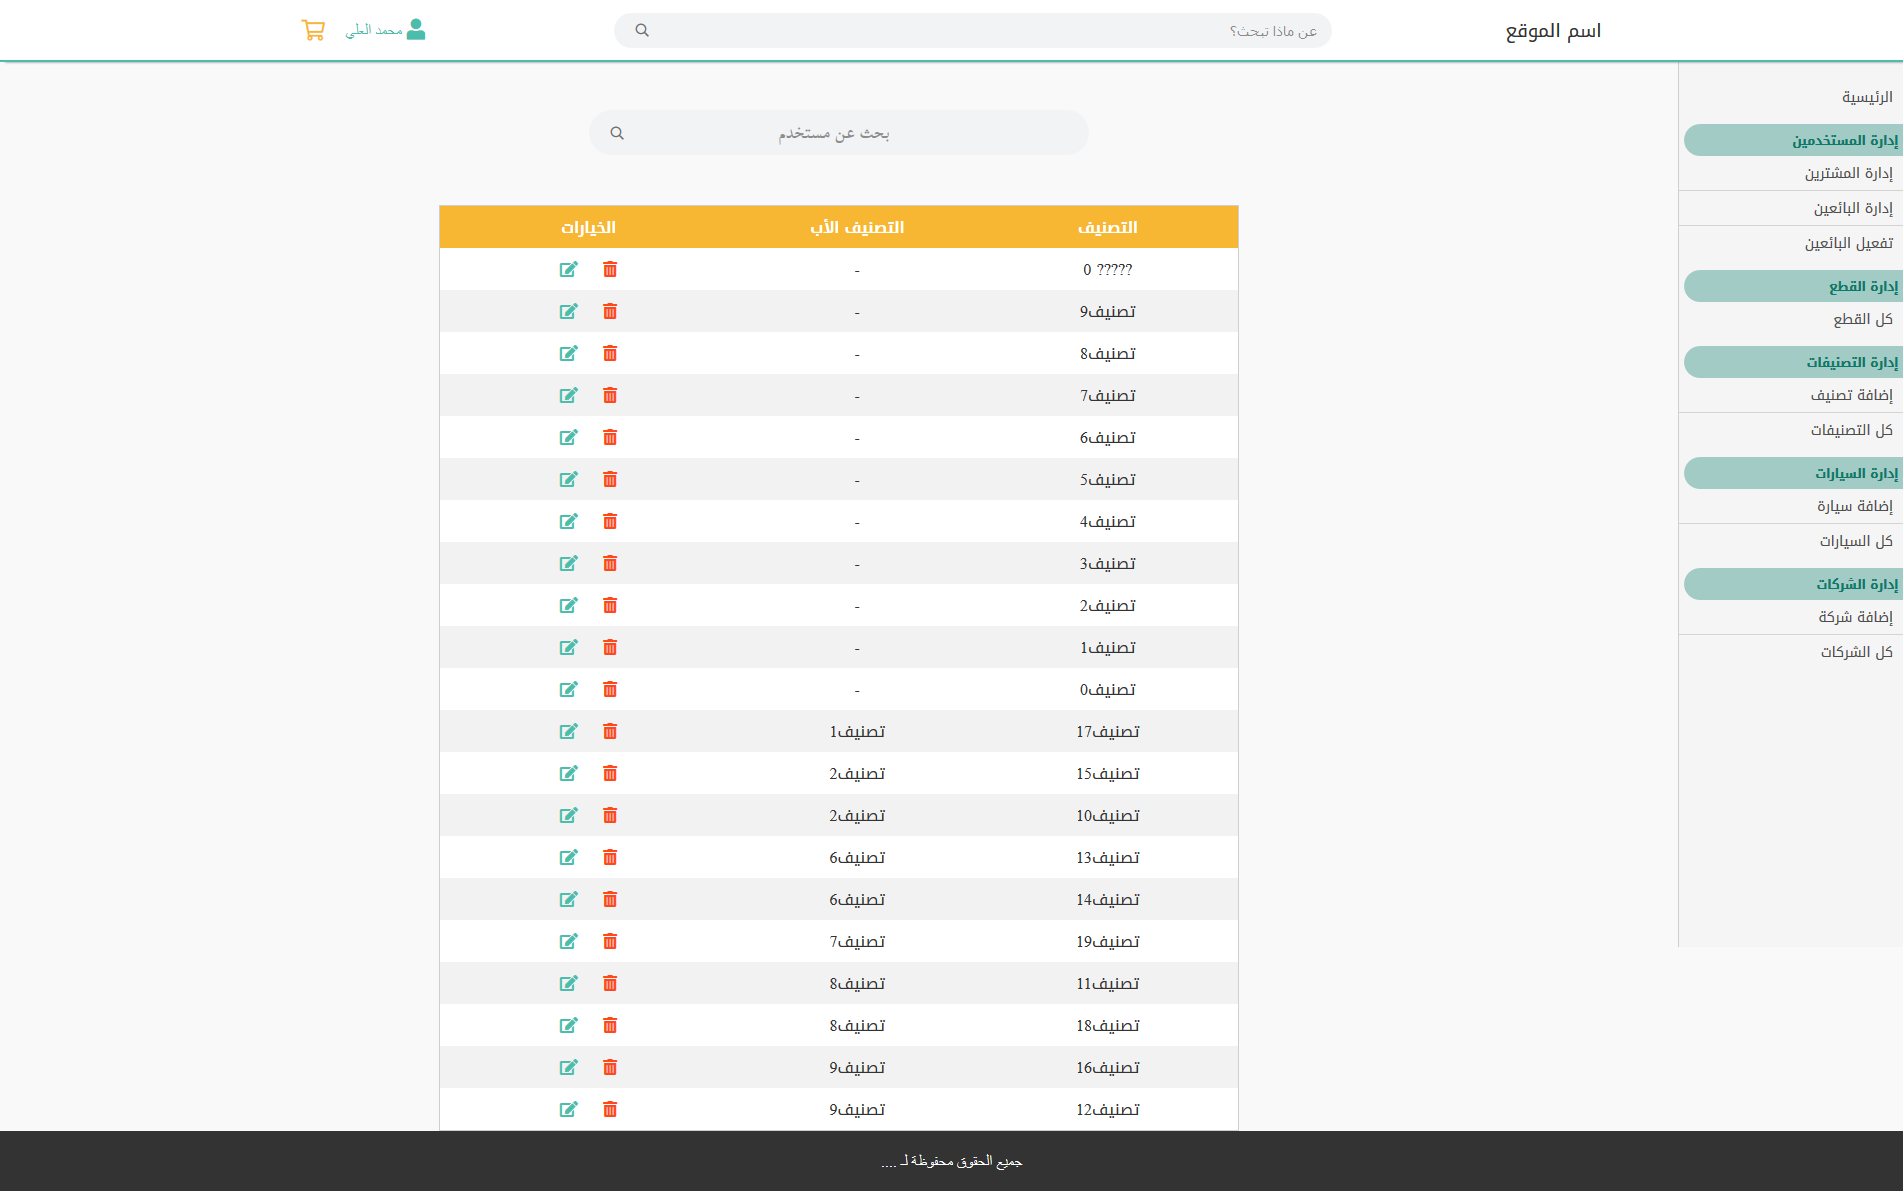 اسم الموقع
عن ماذا تبحث؟
محمد العلي
الرئيسية
إدارة المستخدمين
إدارة المشترين
إدارة البائعين
تفعيل البائعين
إدارة القطع
كل القطع
إدارة التصنيفات
إضافة تصنيف
كل التصنيفات
إدارة السيارات
إضافة سيارة
كل السيارات
إدارة الشركات
إضافة شركة
كل الشركات
بحث عن مستخدم
التصنيف التصنيف الأب الخيارات
????? 0 -
تصنيف9 -
تصنيف8 -
تصنيف7 -
تصنيف6 -
تصنيف5 -
تصنيف4 -
تصنيف3 -
تصنيف2 -
تصنيف1 -
تصنيف0 -
تصنيف17 تصنيف1
تصنيف15 تصنيف2
تصنيف10 تصنيف2
تصنيف13 تصنيف6
تصنيف14 تصنيف6
تصنيف19 تصنيف7
تصنيف11 تصنيف8
تصنيف18 تصنيف8
تصنيف16 تصنيف9
تصنيف12 تصنيف9
جميع الحقوق محفوظة لـ ....